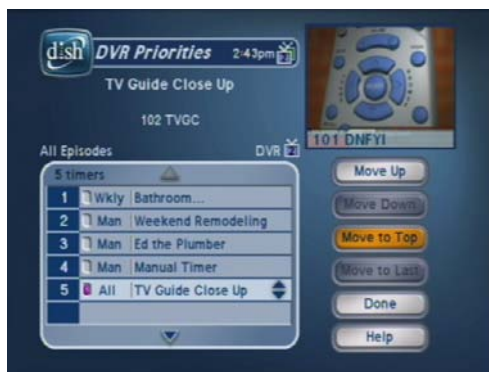 dish DVR Priorities 2:43pm
TV Guide Close Up
102 TVGC
101 DNFYI
All Episodes DVR
5 timers
1 Wkly Bathroom...
2 Man Weekend Remodeling
3 Man Ed the Plumber
4 Man Manual Timer
5 All TV Guide Close Up
Move Up
Move Down
Move to Top
Move to Last
Done
Help